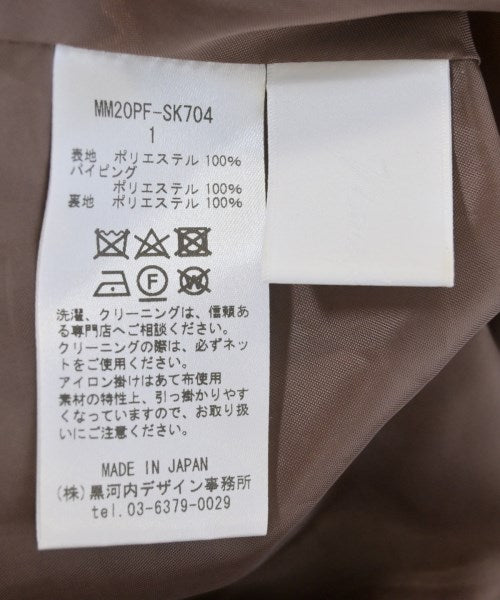 MM20PF-SK704
1
表地 ポリエステル 100%
パイピング
ポリエステル 100%
裏地 ポリエステル 100%
F W
洗濯、クリーニングは、信頼あ
る専門店へご相談ください。
クリーニングの際は、必ずネッ
トをご使用ください。
アイロン掛けはあて布使用
素材の特性上、引っ掛かりやす
くなっていますので、お取り扱
いにご注意ください。
MADE IN JAPAN
(株)黒河内デザイン事務所
tel.03-6379-0029